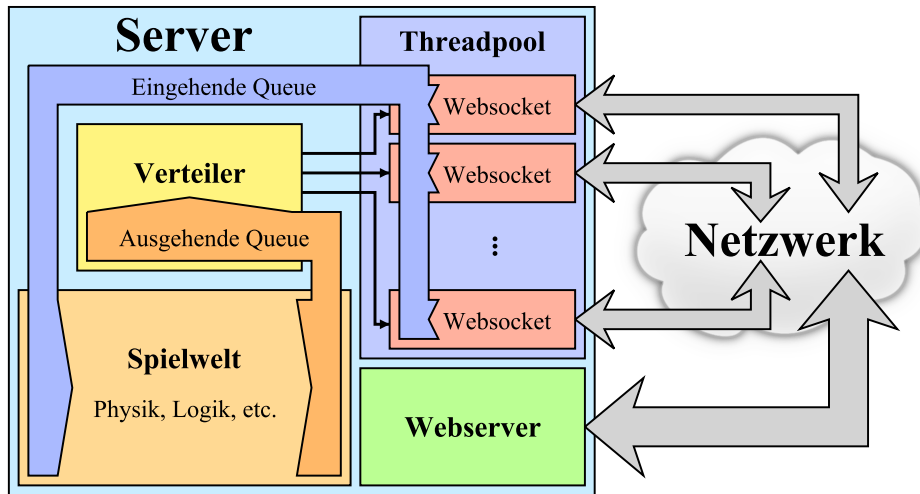 Server
Threadpool
Eingehende Queue
Websocket
Verteiler
Websocket
Ausgehende Queue
...
Netzwerk
Websocket
Spielwelt
Physik, Logik, etc.
Webserver